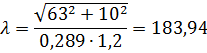 λ = √(63² + 10²) / (0,289 · 1,2) = 183,94